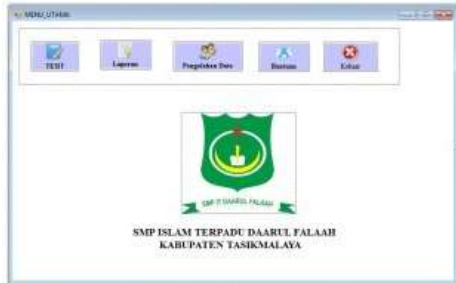 MENU_UTAMA
TEST
Laporan
Pengolahan Data
Bantuan
Keluar
SMP IT DAARUL FALAAH
SMP ISLAM TERPADU DAARUL FALAAH
KABUPATEN TASIKMALAYA